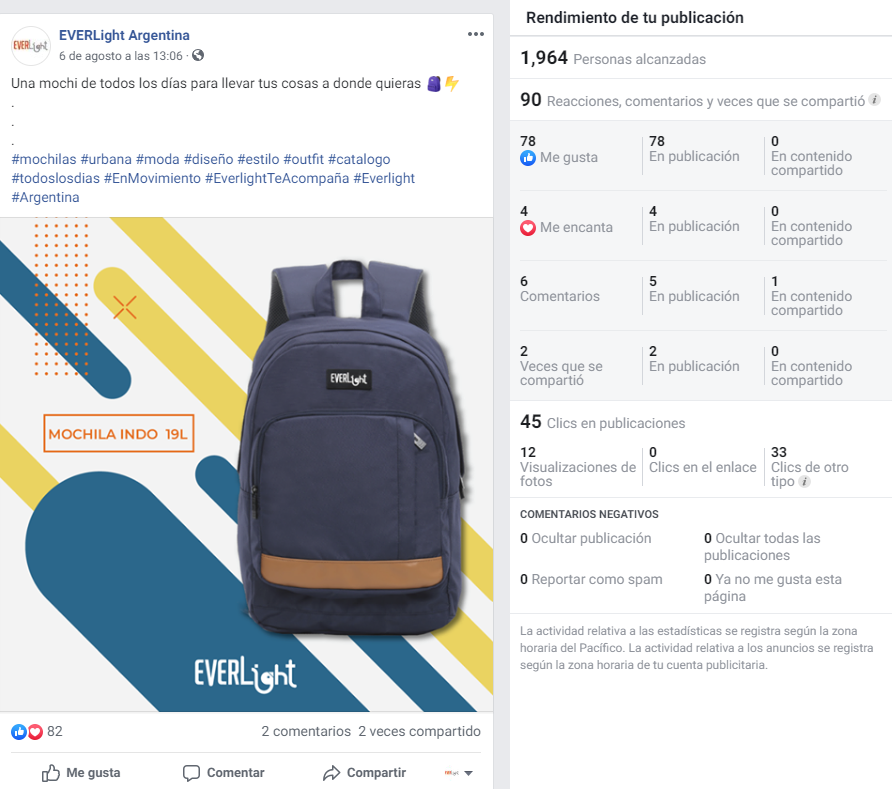 EVERLight Argentina
6 de agosto a las 13:06 ·
Una mochi de todos los días para llevar tus cosas a donde quieras
.
.
.
#mochilas #urbana #moda #diseño #estilo #outfit #catalogo
#todoslosdias #EnMovimiento #EverlightTeAcompaña #Everlight
#Argentina
EVERLight
MOCHILA INDO 19L
EVERLight
82
2 comentarios 2 veces compartido
Me gusta
Comentar
Compartir
Rendimiento de tu publicación
1,964 Personas alcanzadas
90 Reacciones, comentarios y veces que se compartió
78
Me gusta
78
En publicación
0
En contenido
compartido
4
Me encanta
4
En publicación
0
En contenido
compartido
6
Comentarios
5
En publicación
1
En contenido
compartido
2
Veces que se
compartió
2
En publicación
0
En contenido
compartido
45 Clics en publicaciones
12
Visualizaciones de
fotos
0
Clics en el enlace
33
Clics de otro
tipo
COMENTARIOS NEGATIVOS
0 Ocultar publicación
0 Ocultar todas las
publicaciones
0 Reportar como spam
0 Ya no me gusta esta
página
La actividad relativa a las estadísticas se registra según la zona
horaria del Pacífico. La actividad relativa a los anuncios se registra
según la zona horaria de tu cuenta publicitaria.